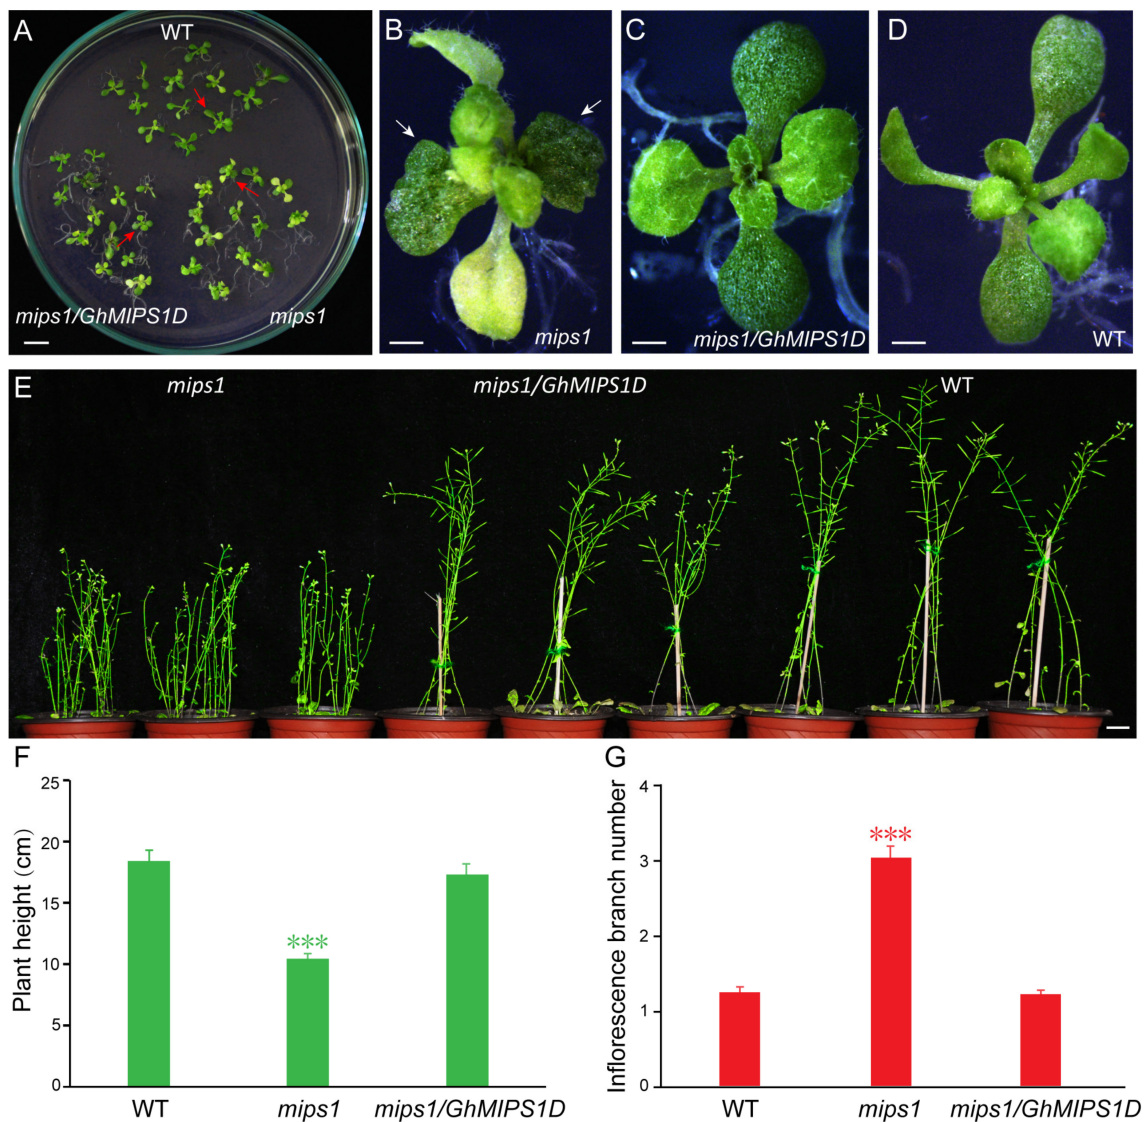 A
WT
mips1/GhMIPS1D
mips1
B
mips1
C
mips1/GhMIPS1D
D
WT
E
mips1
mips1/GhMIPS1D
WT
F
Plant height (cm)
25
20
15
10
5
0
***
WT
mips1
mips1/GhMIPS1D
G
Inflorescence branch number
4
3
2
1
0
***
WT
mips1
mips1/GhMIPS1D